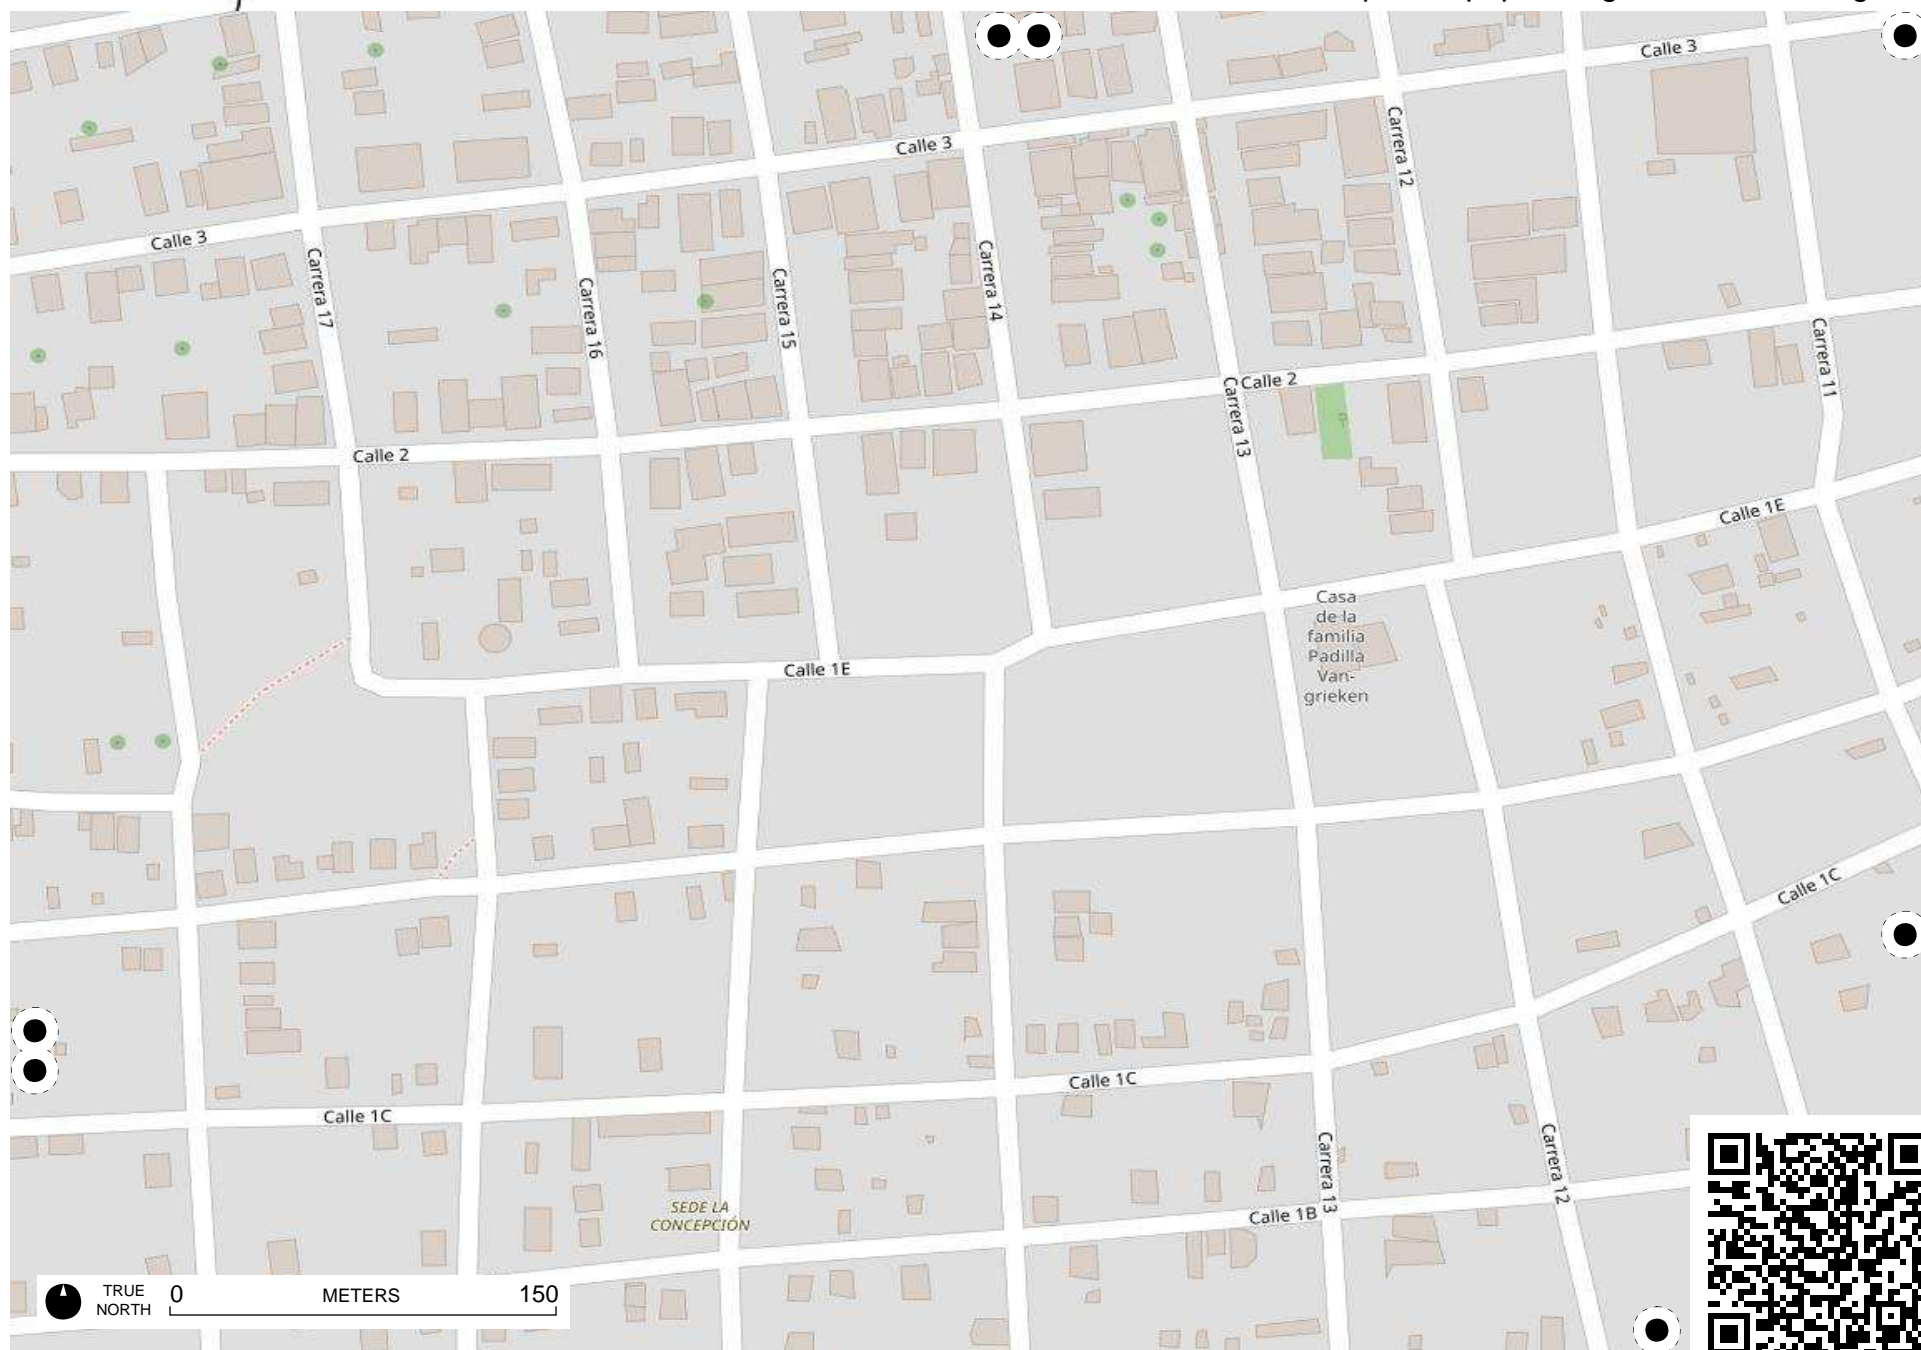 Calle 3
Calle 3
Carrera 12
Calle 3
Carrera 17
Carrera 14
Carrera 16
Carrera 15
Carrera 11
Calle 2
Carrera 13
Calle 2
Calle 1E
Casa
de la
familia
Padilla
Van-
grieken
Calle 1E
Calle 1C
Calle 1C
Calle 1C
Carrera 13
Carrera 12
SEDE LA
CONCEPCIÓN
Calle 1B
TRUE
NORTH
0
METERS
150